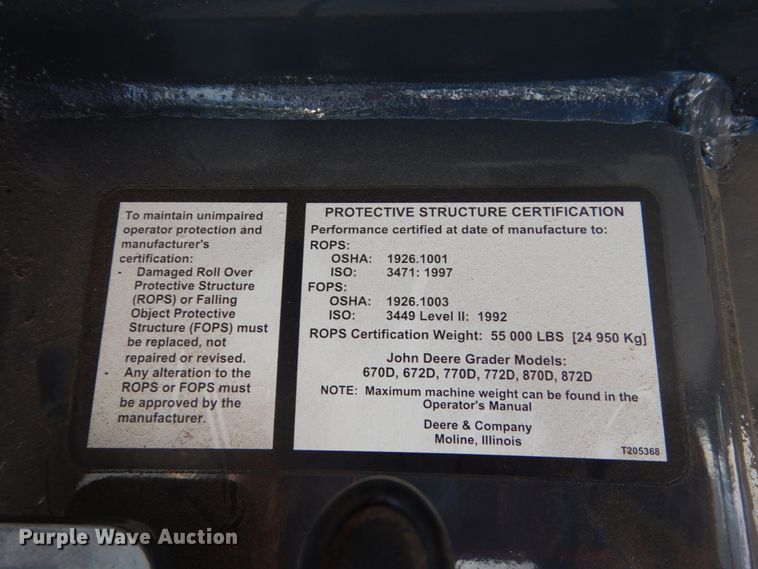 To maintain unimpaired
operator protection and
manufacturer's
certification:
- Damaged Roll Over
Protective Structure
(ROPS) or Falling
Object Protective
Structure (FOPS) must
be replaced, not
repaired or revised.
- Any alteration to the
ROPS or FOPS must
be approved by the
manufacturer.
PROTECTIVE STRUCTURE CERTIFICATION
Performance certified at date of manufacture to:
ROPS:
OSHA: 1926.1001
ISO: 3471: 1997
FOPS:
OSHA: 1926.1003
ISO: 3449 Level II: 1992
ROPS Certification Weight: 55 000 LBS [24 950 Kg]
John Deere Grader Models:
670D, 672D, 770D, 772D, 870D, 872D
NOTE: Maximum machine weight can be found in the
Operator's Manual
Deere & Company
Moline, Illinois
T205368
Purple Wave Auction